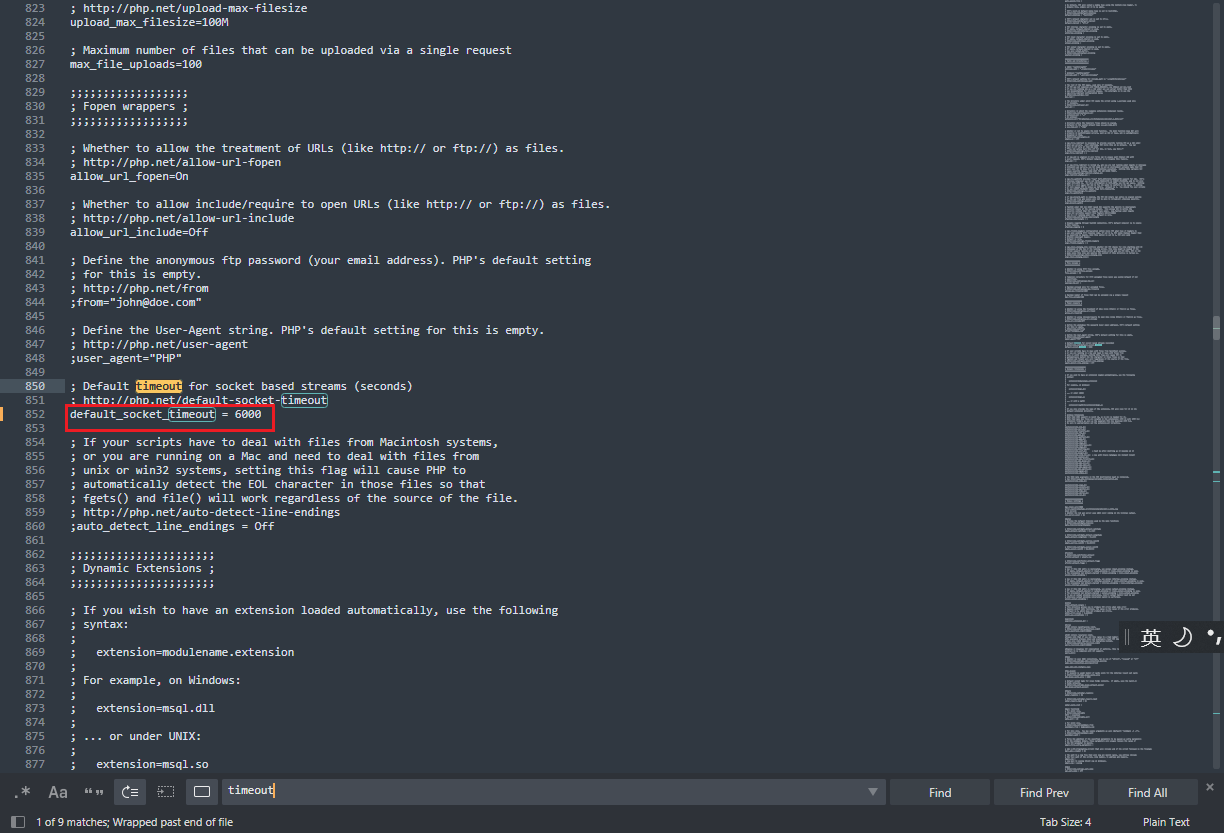 823 ; http://php.net/upload-max-filesize
824 upload_max_filesize=100M
825
826 ; Maximum number of files that can be uploaded via a single request
827 max_file_uploads=100
828
829 ;;;;;;;;;;;;;;;;;;
830 ; Fopen wrappers ;
831 ;;;;;;;;;;;;;;;;;;
832
833 ; Whether to allow the treatment of URLs (like http:// or ftp://) as files.
834 ; http://php.net/allow-url-fopen
835 allow_url_fopen=On
836
837 ; Whether to allow include/require to open URLs (like http:// or ftp://) as files.
838 ; http://php.net/allow-url-include
839 allow_url_include=Off
840
841 ; Define the anonymous ftp password (your email address). PHP's default setting
842 ; for this is empty.
843 ; http://php.net/from
844 ;from="john@doe.com"
845
846 ; Define the User-Agent string. PHP's default setting for this is empty.
847 ; http://php.net/user-agent
848 ;user_agent="PHP"
849
850 ; Default timeout for socket based streams (seconds)
851 ; http://php.net/default-socket-timeout
852 default_socket_timeout = 6000
853
854 ; If your scripts have to deal with files from Macintosh systems,
855 ; or you are running on a Mac and need to deal with files from
856 ; unix or win32 systems, setting this flag will cause PHP to
857 ; automatically detect the EOL character in those files so that
858 ; fgets() and file() will work regardless of the source of the file.
859 ; http://php.net/auto-detect-line-endings
860 ;auto_detect_line_endings = Off
861
862 ;;;;;;;;;;;;;;;;;;;;;;
863 ; Dynamic Extensions ;
864 ;;;;;;;;;;;;;;;;;;;;;;
865
866 ; If you wish to have an extension loaded automatically, use the following
867 ; syntax:
868 ;
869 ;   extension=modulename.extension
870 ;
871 ; For example, on Windows:
872 ;
873 ;   extension=msql.dll
874 ;
875 ; ... or under UNIX:
876 ;
877 ;   extension=msql.so
英
.* Aa “” timeout Find Find Prev Find All ×
1 of 9 matches; Wrapped past end of file Tab Size: 4 Plain Text